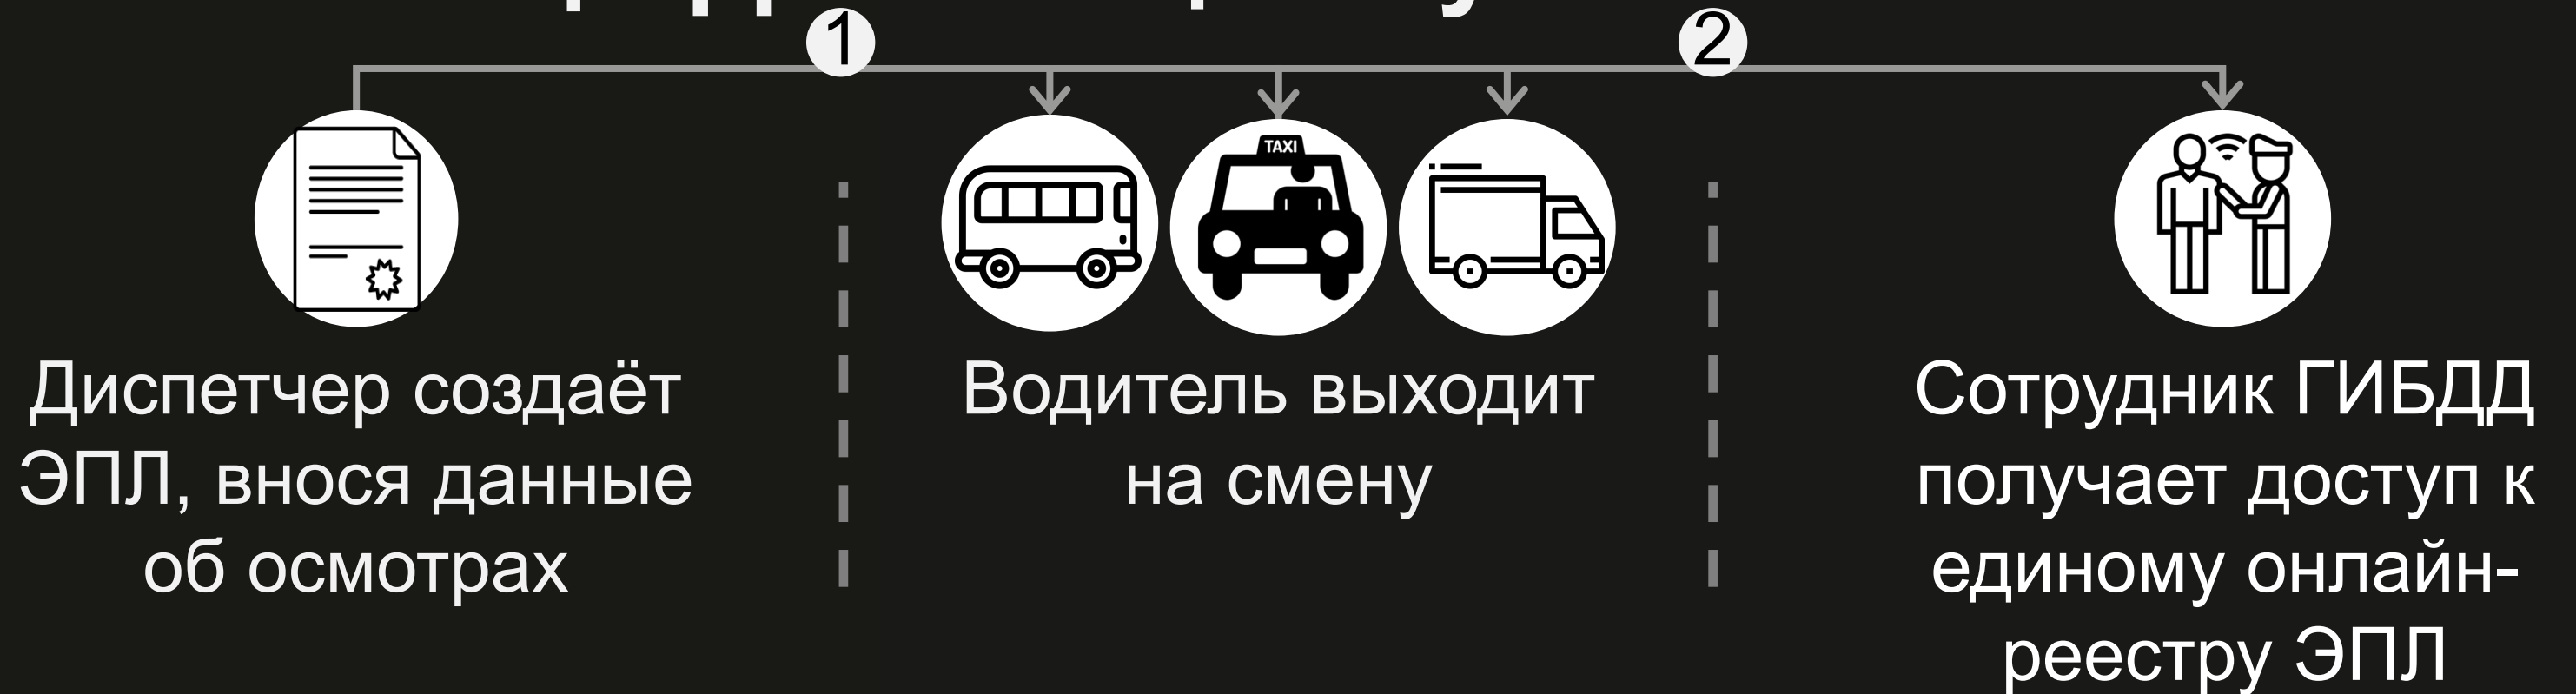 1
2
TAXI
Диспетчер создаёт
ЭПЛ, внося данные
об осмотрах
Водитель выходит
на смену
Сотрудник ГИБДД
получает доступ к
единому онлайн-
реестру ЭПЛ